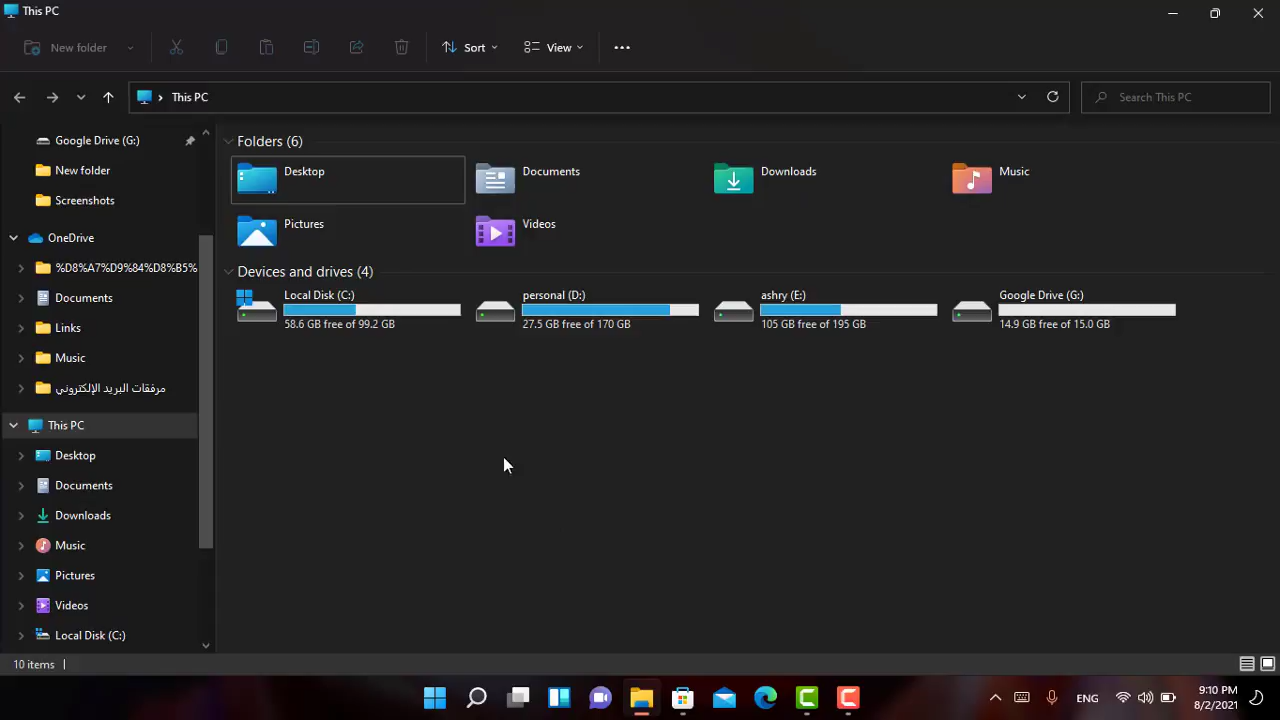 This PC
New folder
Sort
View
This PC
Search This PC
Google Drive (G:)
New folder
Screenshots
OneDrive
%D8%A7%D9%84%D8%B5%
Documents
Links
Music
مرفقات البريد الإلكتروني
This PC
Desktop
Documents
Downloads
Music
Pictures
Videos
Local Disk (C:)
Folders (6)
Desktop
Documents
Downloads
Music
Pictures
Videos
Devices and drives (4)
Local Disk (C:)
58.6 GB free of 99.2 GB
personal (D:)
27.5 GB free of 170 GB
ashry (E:)
105 GB free of 195 GB
Google Drive (G:)
14.9 GB free of 15.0 GB
10 items
ENG
9:10 PM
8/2/2021